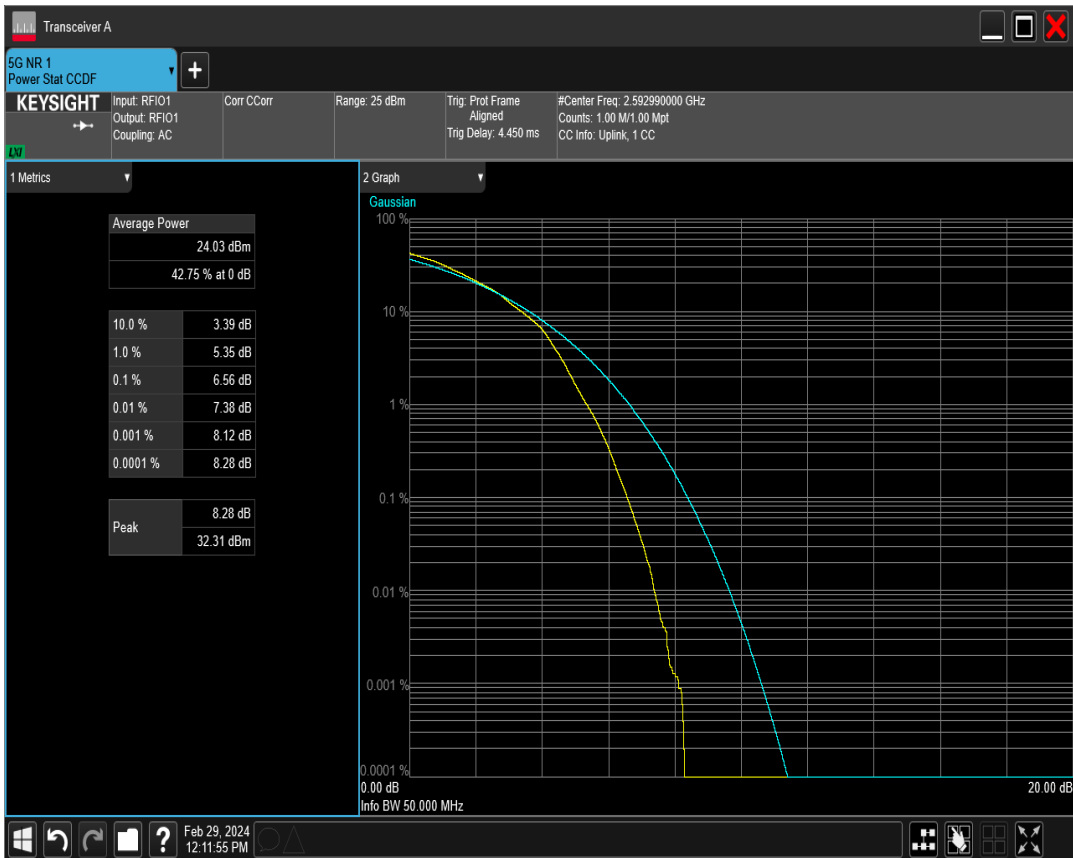 Transceiver A
5G NR 1
Power Stat CCDF
+
KEYSIGHT
LXI
Input: RFIO1
Output: RFIO1
Coupling: AC
Corr CCorr
Range: 25 dBm
Trig: Prot Frame
Aligned
Trig Delay: 4.450 ms
#Center Freq: 2.592990000 GHz
Counts: 1.00 M/1.00 Mpt
CC Info: Uplink, 1 CC
1 Metrics
Average Power
24.03 dBm
42.75 % at 0 dB
10.0 % 3.39 dB
1.0 % 5.35 dB
0.1 % 6.56 dB
0.01 % 7.38 dB
0.001 % 8.12 dB
0.0001 % 8.28 dB
Peak 8.28 dB
32.31 dBm
2 Graph
Gaussian
100 %
10 %
1 %
0.1 %
0.01 %
0.001 %
0.0001 %
0.00 dB 20.00 dB
Info BW 50.000 MHz
?
Feb 29, 2024
12:11:55 PM